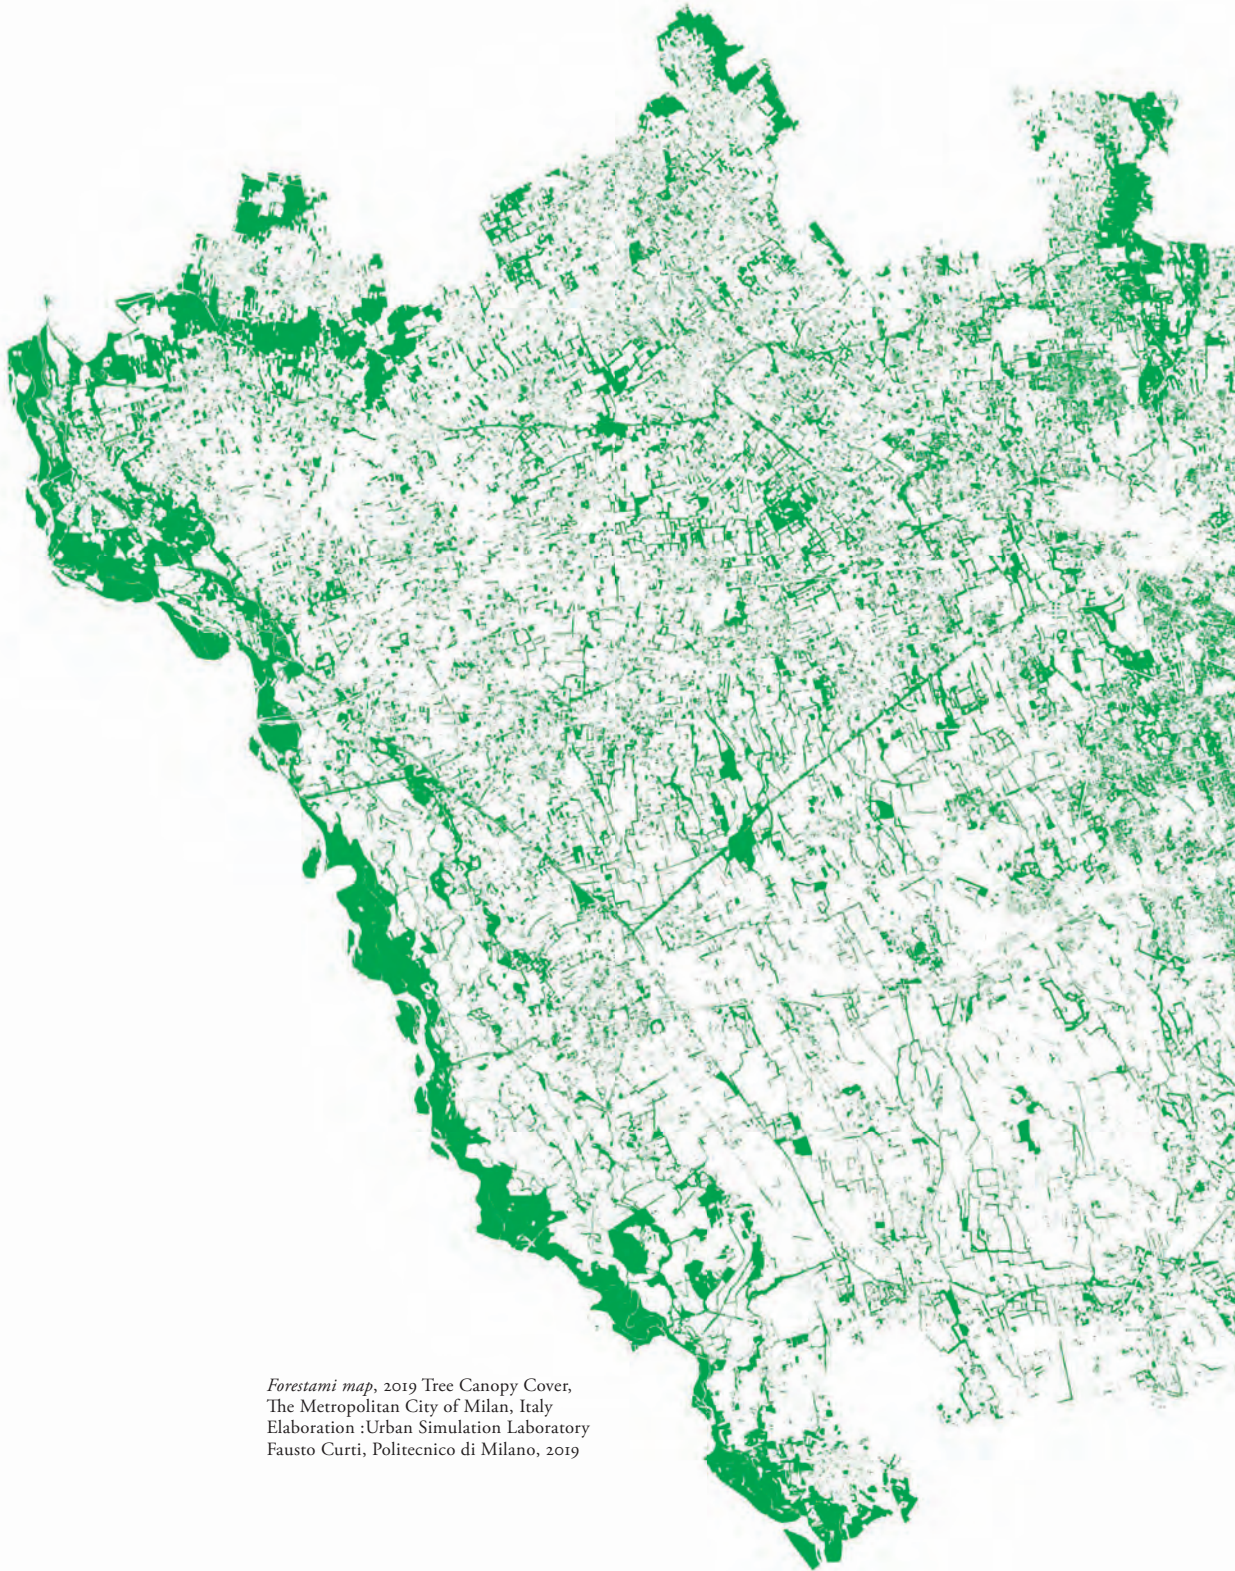 Forestami map, 2019 Tree Canopy Cover,
The Metropolitan City of Milan, Italy
Elaboration :Urban Simulation Laboratory
Fausto Curti, Politecnico di Milano, 2019